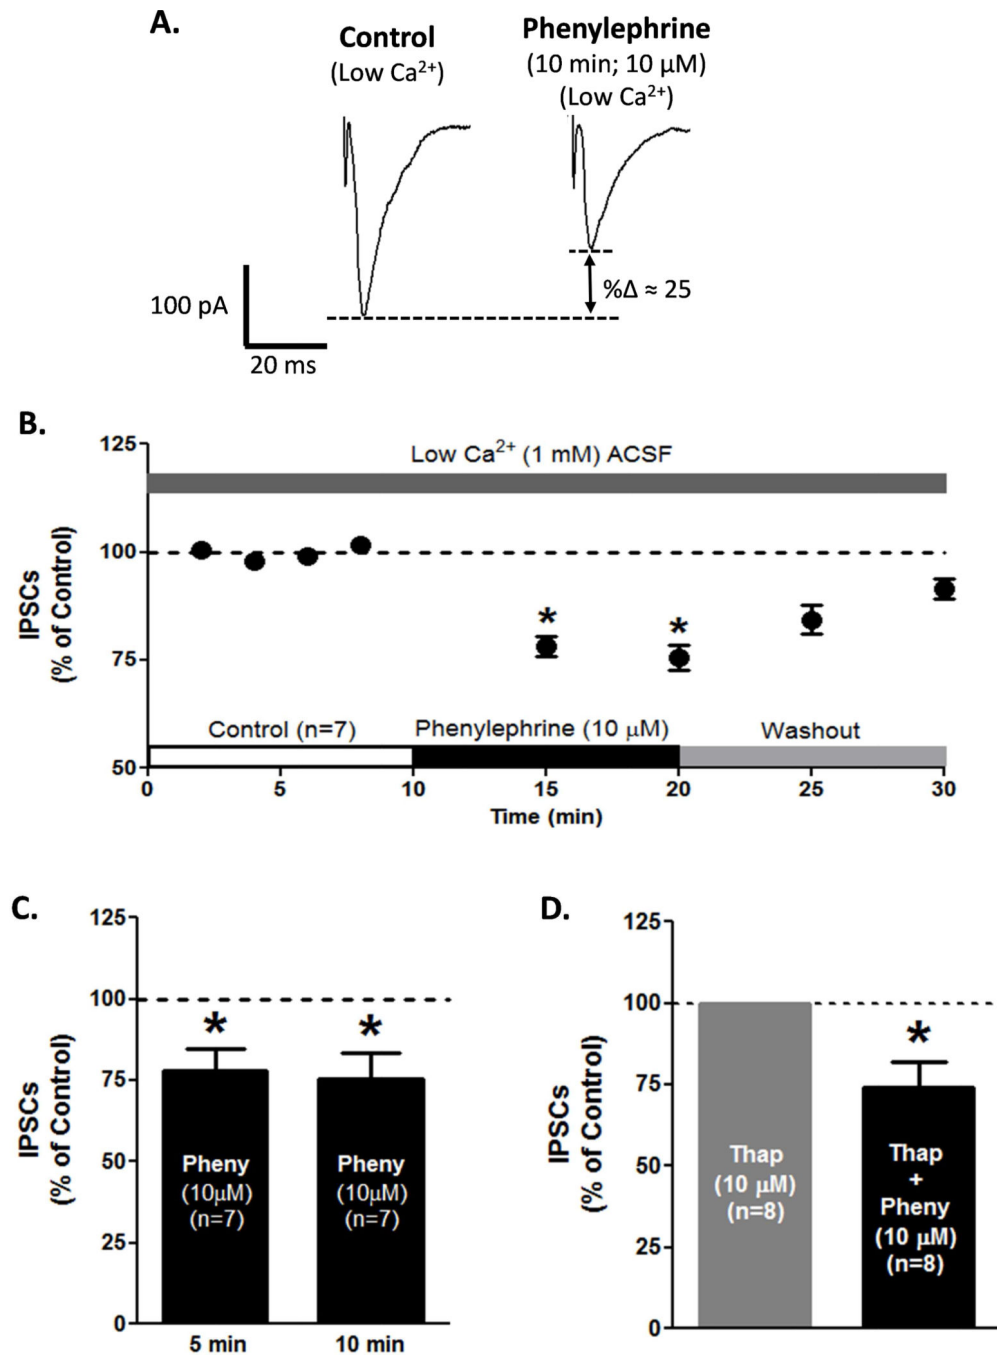 A.
Control
(Low Ca²⁺)
Phenylephrine
(10 min; 10 µM)
(Low Ca²⁺)
100 pA
20 ms
%Δ ≈ 25
B.
IPSCs
(% of Control)
125
100
75
50
Low Ca²⁺ (1 mM) ACSF
*
*
Control (n=7)
Phenylephrine (10 µM)
Washout
0
5
10
15
20
25
30
Time (min)
C.
IPSCs
(% of Control)
125
100
75
50
25
0
*
*
Pheny
(10µM)
(n=7)
Pheny
(10µM)
(n=7)
5 min
10 min
D.
IPSCs
(% of Control)
125
100
75
50
25
0
*
Thap
(10 µM)
(n=8)
Thap
+
Pheny
(10 µM)
(n=8)